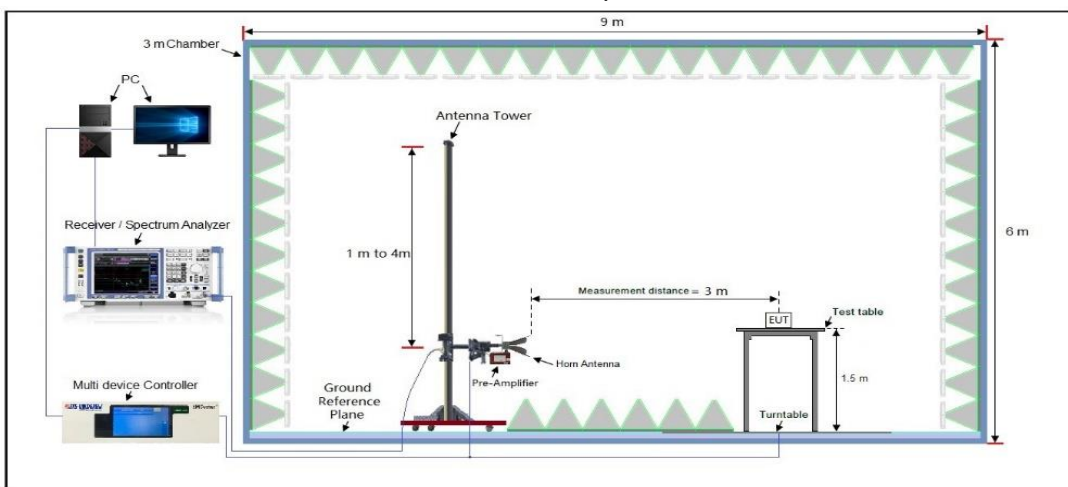 9 m
3 m Chamber
PC
Antenna Tower
Receiver / Spectrum Analyzer
1 m to 4m
6 m
Measurement distance = 3 m
EUT
Test table
Horn Antenna
Pre-Amplifier
1.5 m
Multi device Controller
Ground
Reference
Plane
Turntable